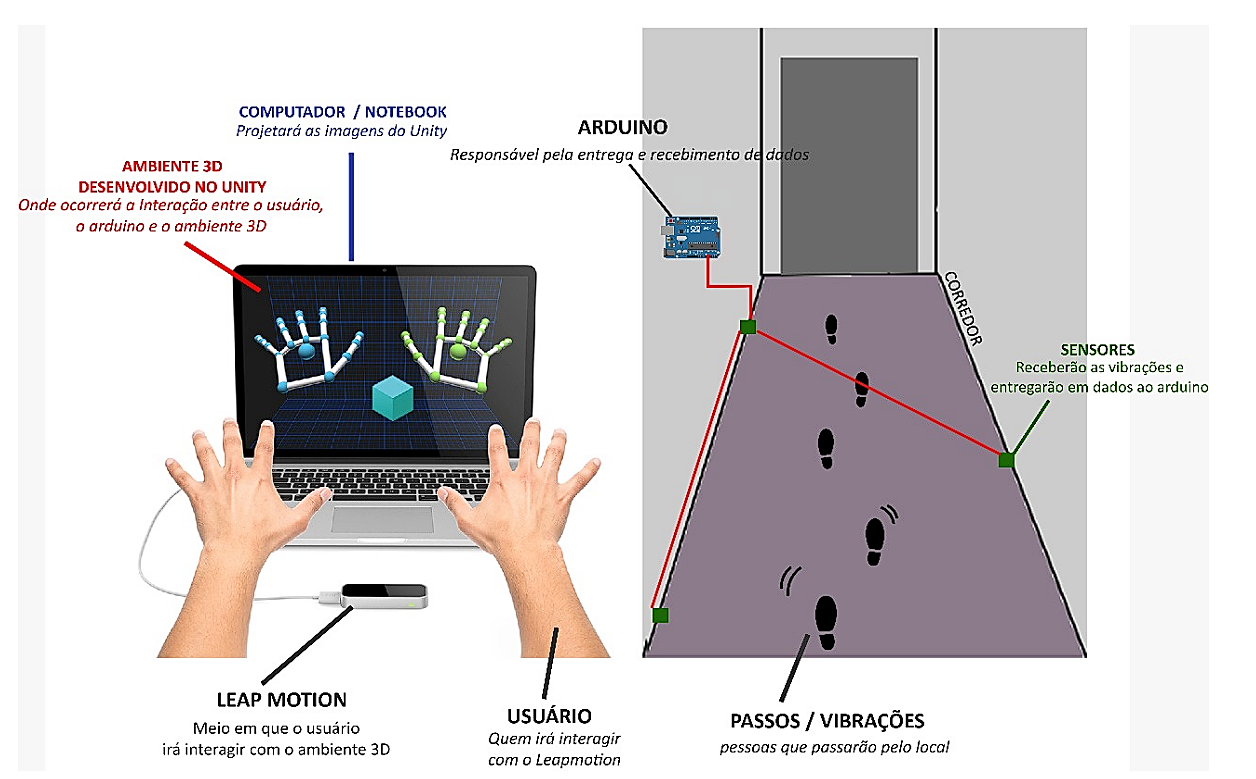 COMPUTADOR / NOTEBOOK
Projetará as imagens do Unity
AMBIENTE 3D
DESENVOLVIDO NO UNITY
Onde ocorrerá a Interação entre o usuário,
o arduino e o ambiente 3D
LEAP MOTION
Meio em que o usuário
irá interagir com o ambiente 3D
USUÁRIO
Quem irá interagir
com o Leapmotion
ARDUINO
Responsável pela entrega e recebimento de dados
CORREDOR
SENSORES
Receberão as vibrações e
entregarão em dados ao arduino
PASSOS / VIBRAÇÕES
pessoas que passarão pelo local